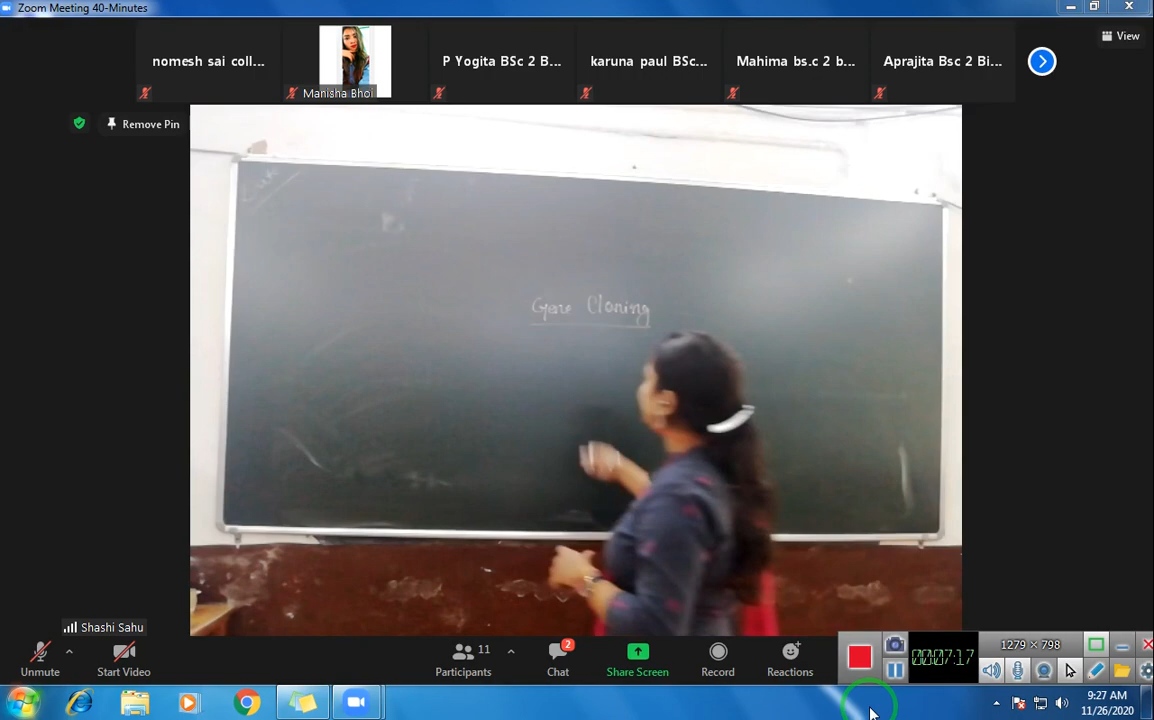 Zoom Meeting 40-Minutes
View
nomesh sai coll...
Manisha Bhoi
P Yogita BSc 2 B...
karuna paul BSc...
Mahima bs.c 2 b...
Aprajita Bsc 2 Bi...
Remove Pin
Gene Cloning
Shashi Sahu
Unmute
Start Video
Participants
11
Chat
2
Share Screen
Record
Reactions
00:07:17
1279 × 798
9:27 AM
11/26/2020